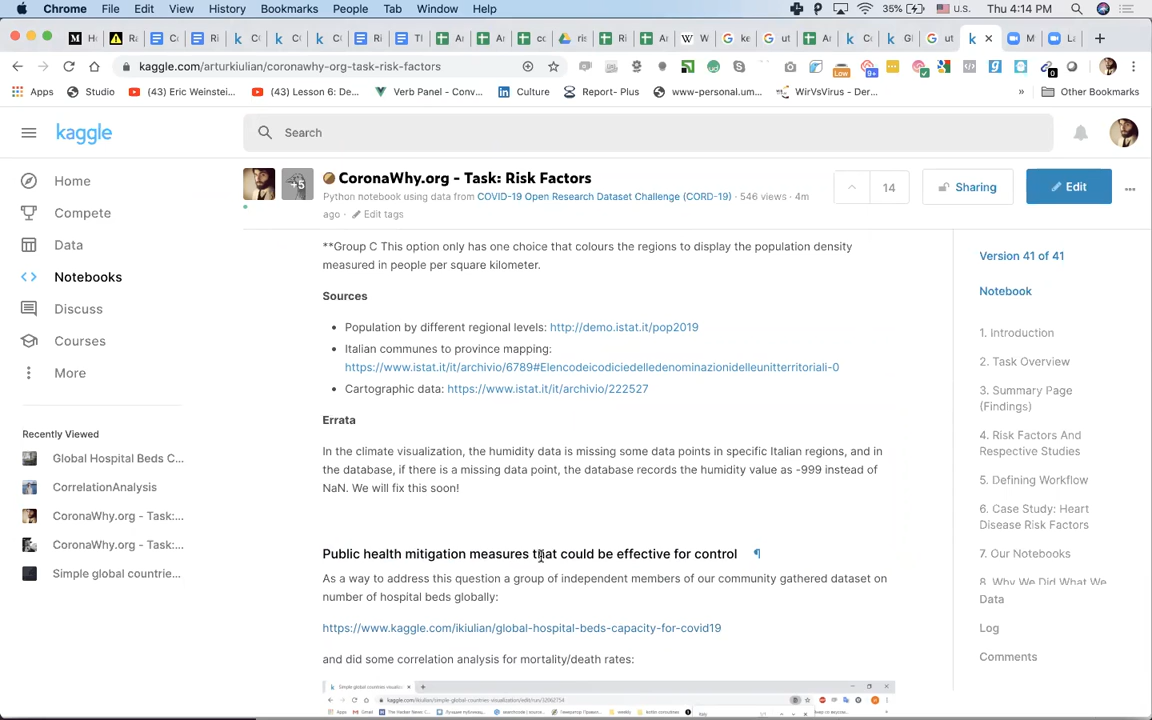 Chrome File Edit View History Bookmarks People Tab Window Help 35% U.S. Thu 4:14 PM
kaggle.com/arturkiulian/coronawhy-org-task-risk-factors
Apps Studio (43) Eric Weinstei... (43) Lesson 6: De... Verb Panel - Conv... Culture Report- Plus www-personal.um... WirVsVirus - Der... » Other Bookmarks
kaggle Search
Home
Compete
Data
Notebooks
Discuss
Courses
More
Recently Viewed
Global Hospital Beds C...
CorrelationAnalysis
CoronaWhy.org - Task:...
CoronaWhy.org - Task:...
Simple global countrie...
+5
CoronaWhy.org - Task: Risk Factors
Python notebook using data from COVID-19 Open Research Dataset Challenge (CORD-19) · 546 views · 4m
ago · Edit tags
14 Sharing Edit
**Group C This option only has one choice that colours the regions to display the population density
measured in people per square kilometer.
Sources
• Population by different regional levels: http://demo.istat.it/pop2019
• Italian communes to province mapping:
https://www.istat.it/it/archivio/6789#Elencodeicodiciedelledenominazionidelleunitterritoriali-0
• Cartographic data: https://www.istat.it/it/archivio/222527
Errata
In the climate visualization, the humidity data is missing some data points in specific Italian regions, and in
the database, if there is a missing data point, the database records the humidity value as -999 instead of
NaN. We will fix this soon!
Public health mitigation measures that could be effective for control ¶
As a way to address this question a group of independent members of our community gathered dataset on
number of hospital beds globally:
https://www.kaggle.com/ikiulian/global-hospital-beds-capacity-for-covid19
and did some correlation analysis for mortality/death rates:
Version 41 of 41
Notebook
1. Introduction
2. Task Overview
3. Summary Page
(Findings)
4. Risk Factors And
Respective Studies
5. Defining Workflow
6. Case Study: Heart
Disease Risk Factors
7. Our Notebooks
8. Why We Did What We
Data
Log
Comments